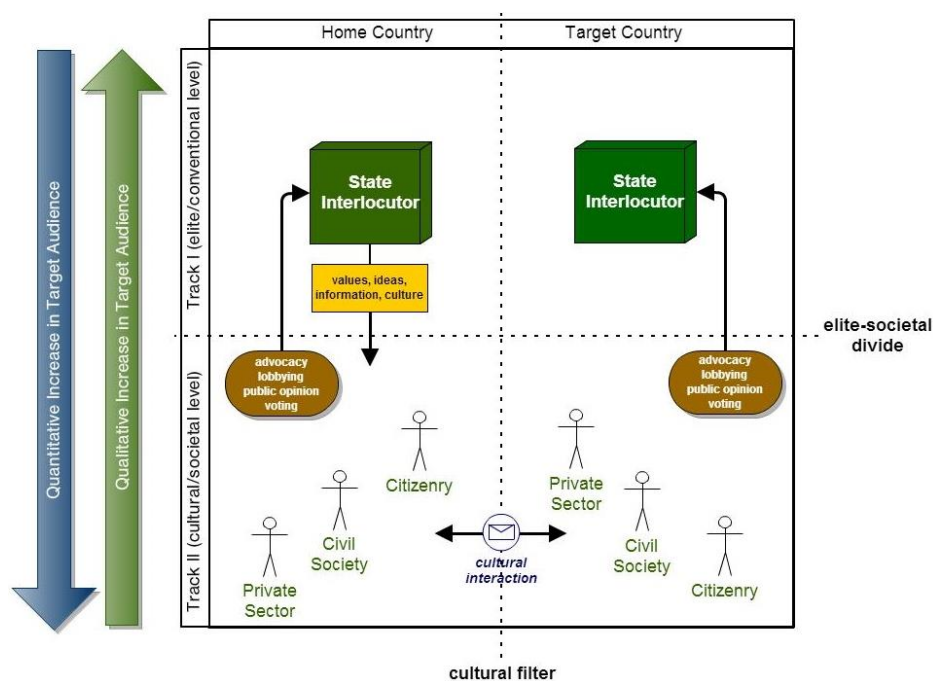 Home Country
Target Country
Quantitative Increase in Target Audience
Qualitative Increase in Target Audience
Track I (elite/conventional level)
State
Interlocutor
State
Interlocutor
values, ideas,
information, culture
elite-societal
divide
advocacy
lobbying
public opinion
voting
advocacy
lobbying
public opinion
voting
Track II (cultural/societal level)
Citizenry
Civil
Society
Private
Sector
Private
Sector
Civil
Society
Citizenry
cultural
interaction
cultural filter